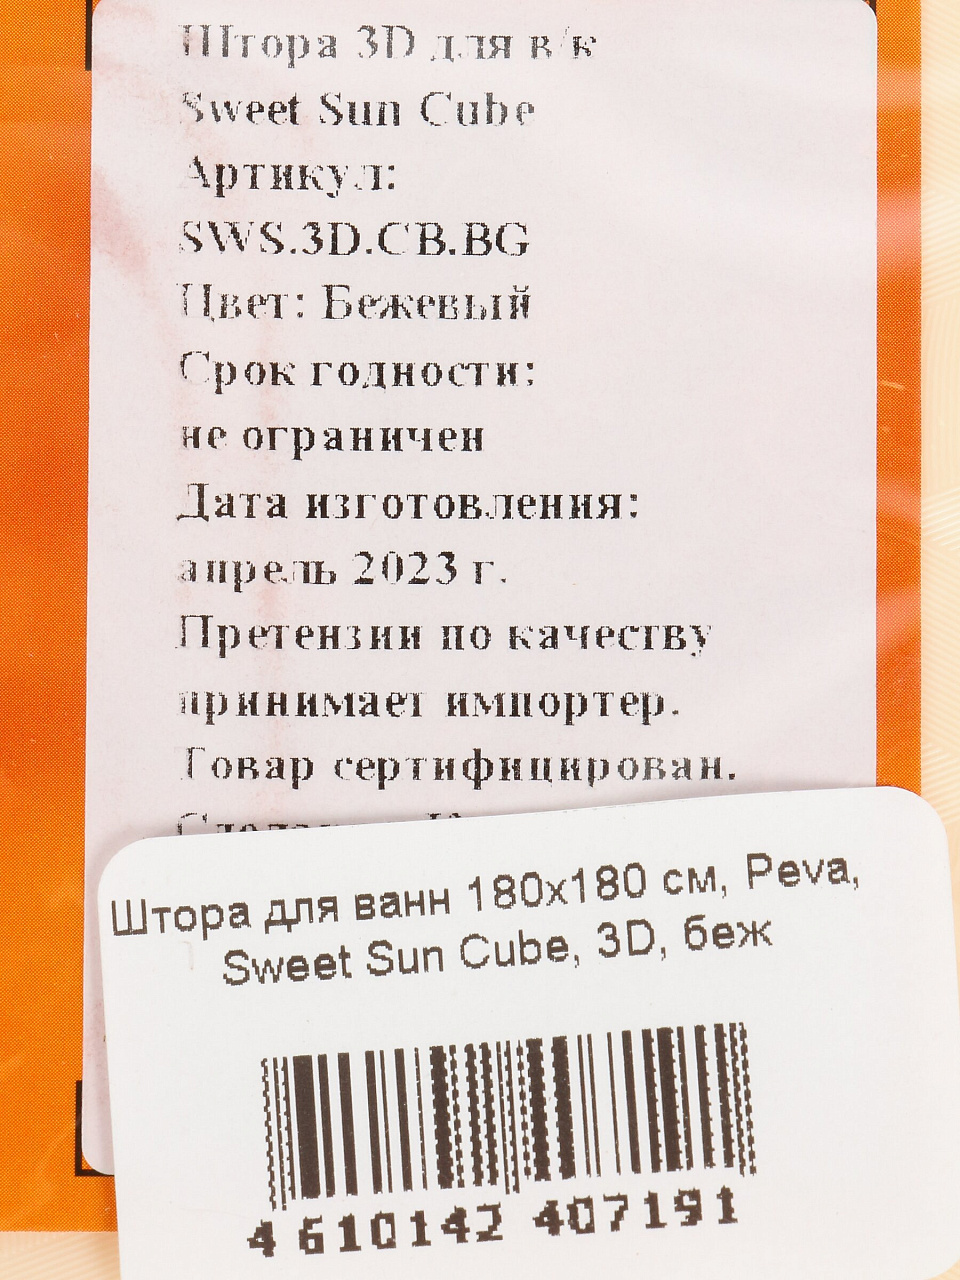 Штора 3D для в/к
Sweet Sun Cube
Артикул:
SWS.3D.CB.BG
Цвет: Бежевый
Срок годности:
не ограничен
Дата изготовления:
апрель 2023 г.
Претензии по качеству
принимает импортер.
Товар сертифицирован.
Штора для ванн 180x180 см, Peva,
Sweet Sun Cube, 3D, беж
4 610142 407191